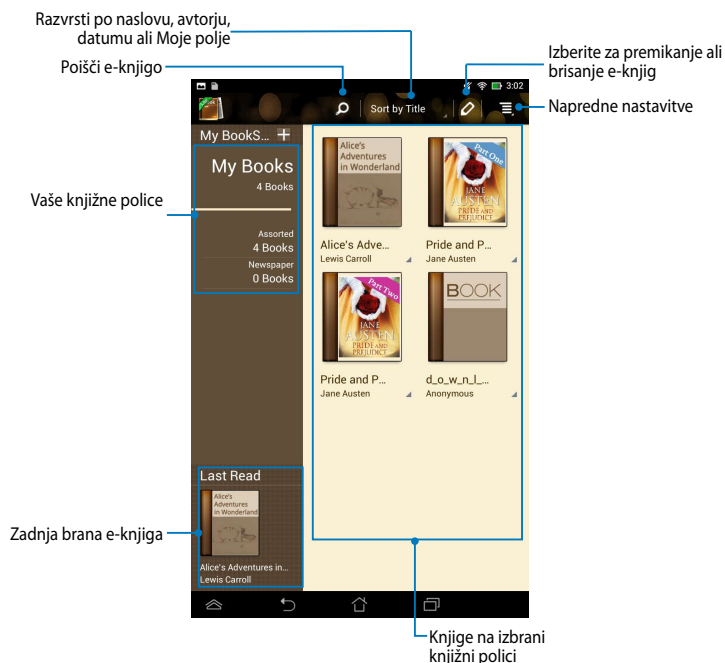 Razvrsti po naslovu, avtorju,
datumu ali Moje polje
Poišči e-knjigo
Izberite za premikanje ali
brisanje e-knjig
Napredne nastavitve
3:02
Sort by Title
My BookS...
My Books
4 Books
Assorted
4 Books
Newspaper
0 Books
Vaše knjižne police
Alice's
Adventures
in Wonderland
Alice's Adve...
Lewis Carroll
Part One
JANE
AUSTEN
PRIDE AND
PREJUDICE
Pride and P...
Jane Austen
Part Two
JANE
AUSTEN
PRIDE AND
PREJUDICE
Pride and P...
Jane Austen
BOOK
d_o_w_n_l_...
Anonymous
Last Read
Alice's
Adventures
in Wonderland
Alice's Adventures in...
Lewis Carroll
Zadnja brana e-knjiga
Knjige na izbrani
knjižni polici